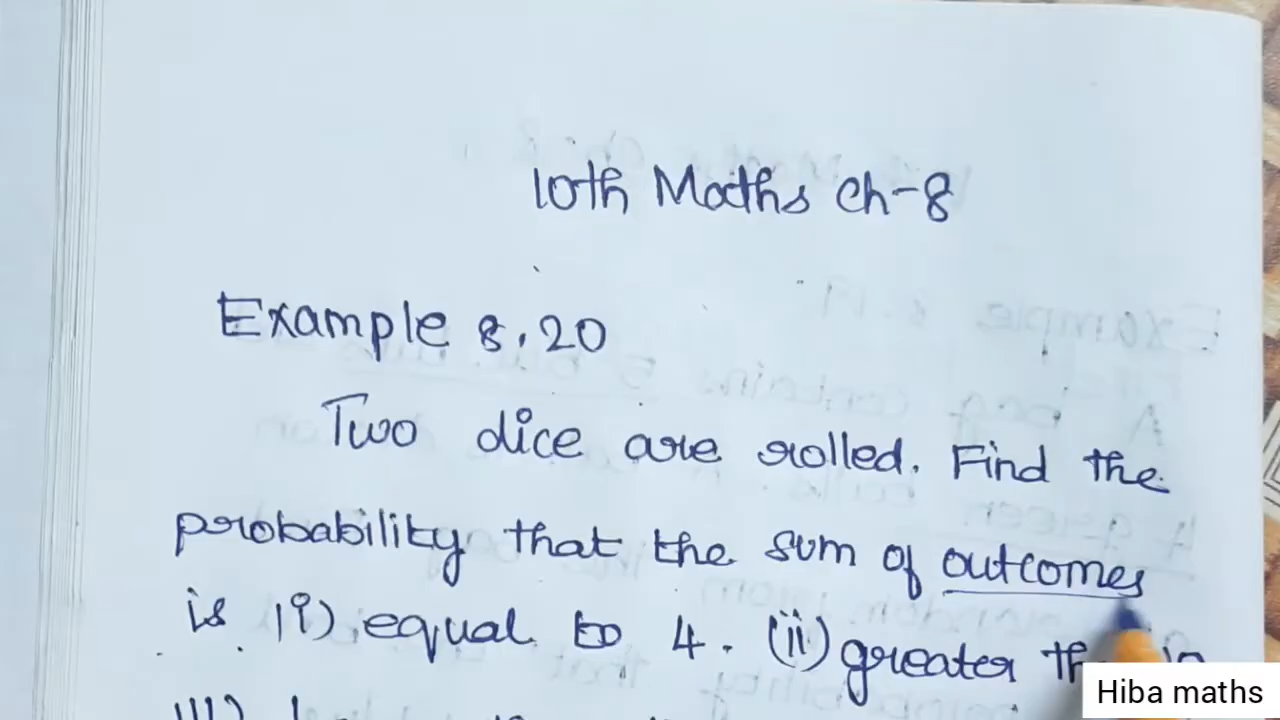 10th Maths Ch-8
Example 8.20
Two dice are rolled. Find the
probability that the sum of outcomes
is (i) equal to 4. (ii) greater
Hiba maths